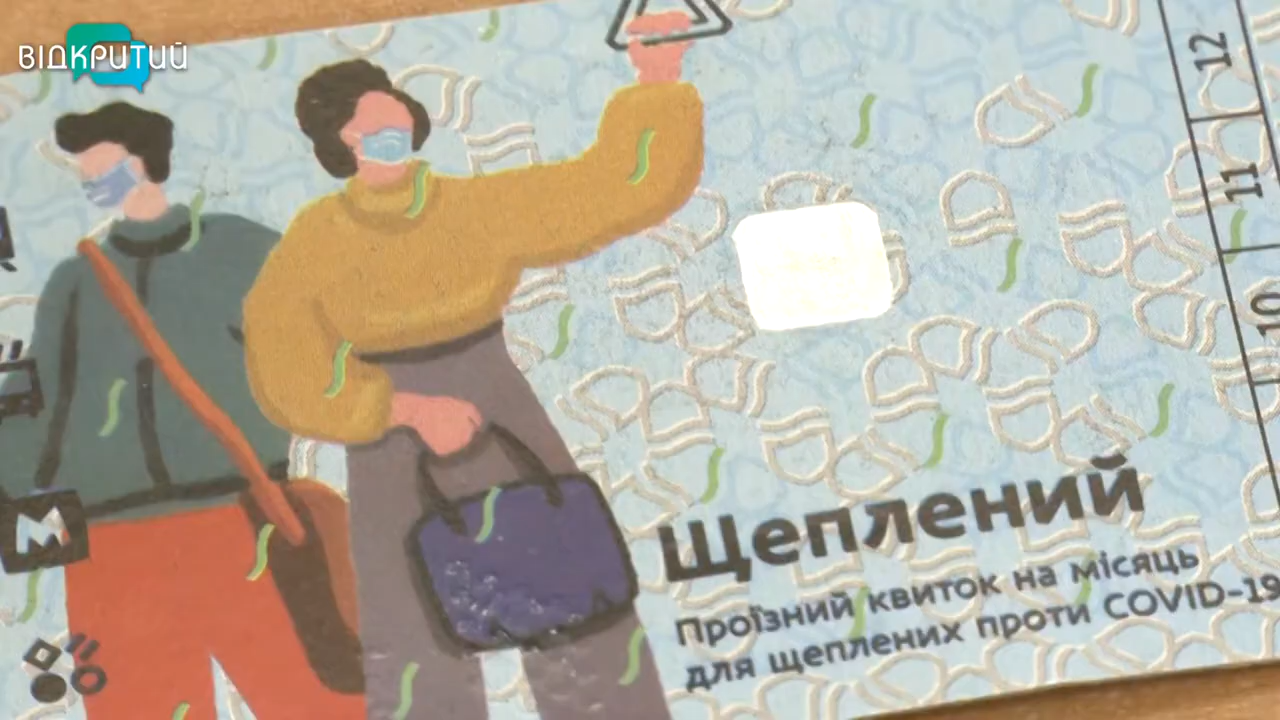 ВІДКРИТИЙ
12
11
10
М
Щеплений
Проїзний квиток на місяць
для щеплених проти COVID-19